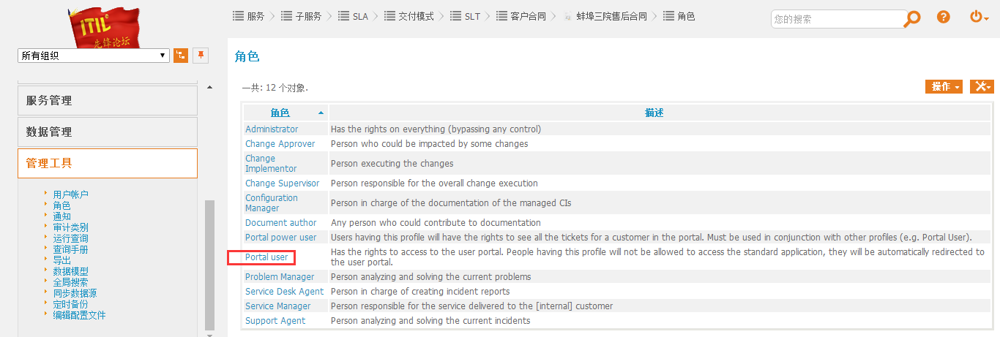 ITIL
先锋论坛
所有组织
服务管理
数据管理
管理工具
用户帐户
角色
通知
审计类别
运行查询
查询手册
导出
数据模型
全局搜索
同步数据源
定时备份
编辑配置文件
服务 子服务 SLA 交付模式 SLT 客户合同 蚌埠三院售后合同 角色
您的搜索
角色
一共: 12 个对象.
操作
角色 描述
Administrator Has the rights on everything (bypassing any control)
Change Approver Person who could be impacted by some changes
Change
Implementor Person executing the changes
Change Supervisor Person responsible for the overall change execution
Configuration
Manager Person in charge of the documentation of the managed CIs
Document author Any person who could contribute to documentation
Portal power user Users having this profile will have the rights to see all the tickets for a customer in the portal. Must be used in conjunction with other profiles (e.g. Portal User).
Portal user Has the rights to access to the user portal. People having this profile will not be allowed to access the standard application, they will be automatically redirected to
the user portal.
Problem Manager Person analyzing and solving the current problems
Service Desk Agent Person in charge of creating incident reports
Service Manager Person responsible for the service delivered to the [internal] customer
Support Agent Person analyzing and solving the current incidents